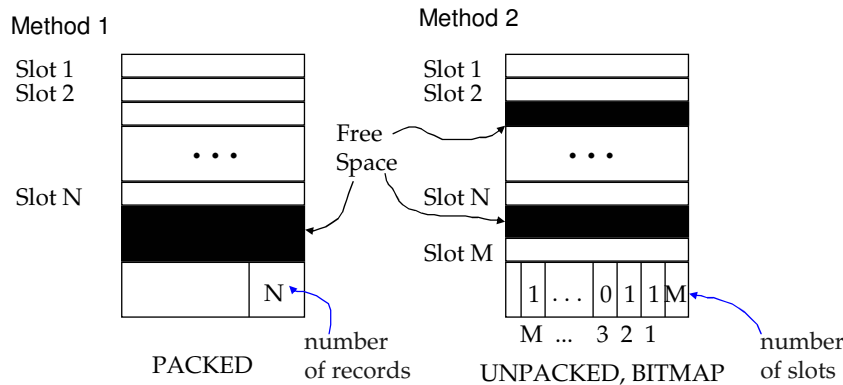 Method 1
Slot 1
Slot 2
. . .
Slot N
N
number
of records
PACKED
Free
Space
Method 2
Slot 1
Slot 2
. . .
Slot N
Slot M
1 . . . 0 1 1 M
M ... 3 2 1
number
of slots
UNPACKED, BITMAP